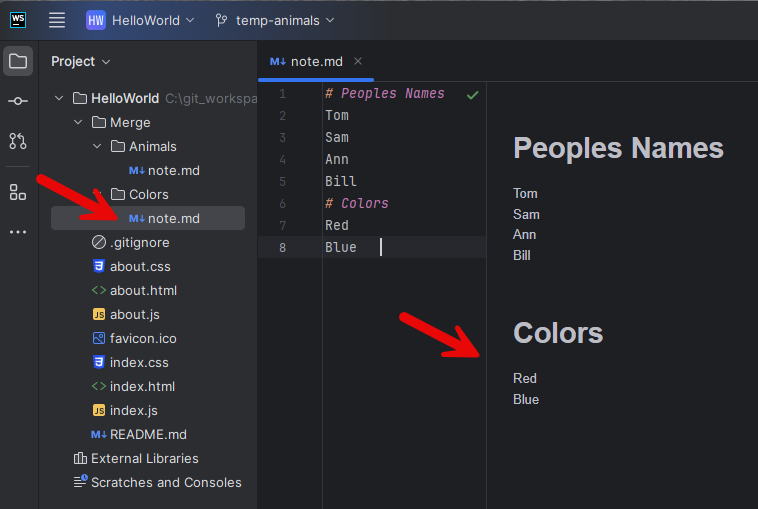 WS
HW HelloWorld temp-animals
Project
HelloWorld C:\git_workspa
Merge
Animals
M↓ note.md
Colors
M↓ note.md
.gitignore
about.css
<> about.html
JS about.js
favicon.ico
index.css
<> index.html
JS index.js
M↓ README.md
External Libraries
Scratches and Consoles
M↓ note.md ×
1 # Peoples Names
2 Tom
3 Sam
4 Ann
5 Bill
6 # Colors
7 Red
8 Blue
Peoples Names
Tom
Sam
Ann
Bill
Colors
Red
Blue